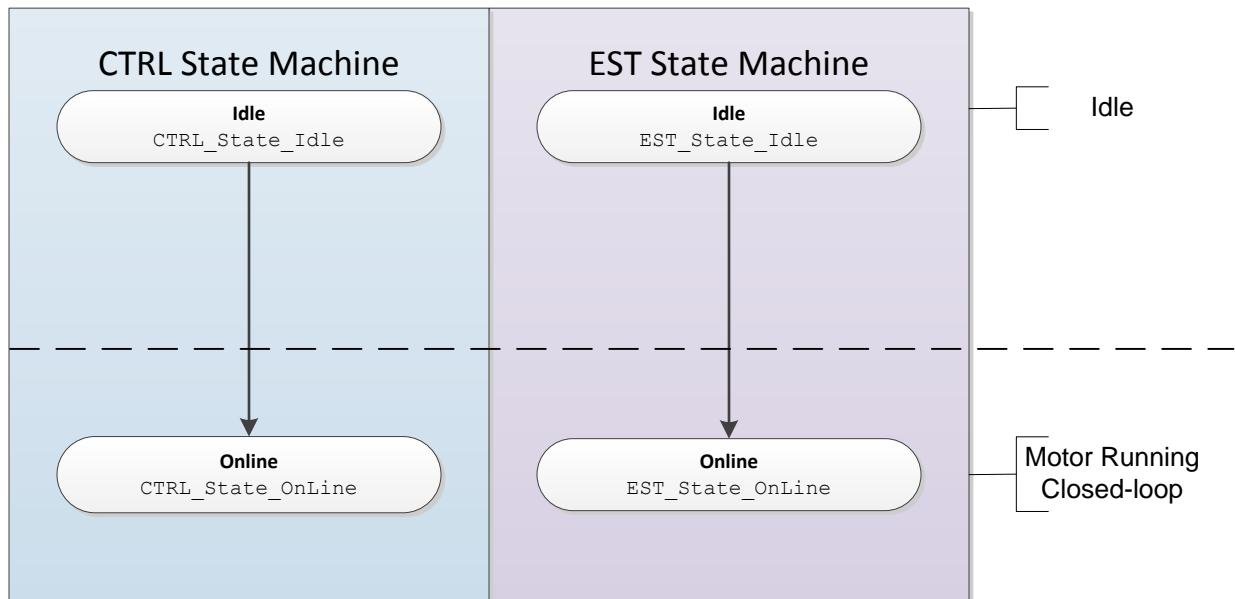 CTRL State Machine
EST State Machine
Idle
CTRL_State_Idle
Idle
EST_State_Idle
Idle
Online
CTRL_State_OnLine
Online
EST_State_OnLine
Motor Running
Closed-loop